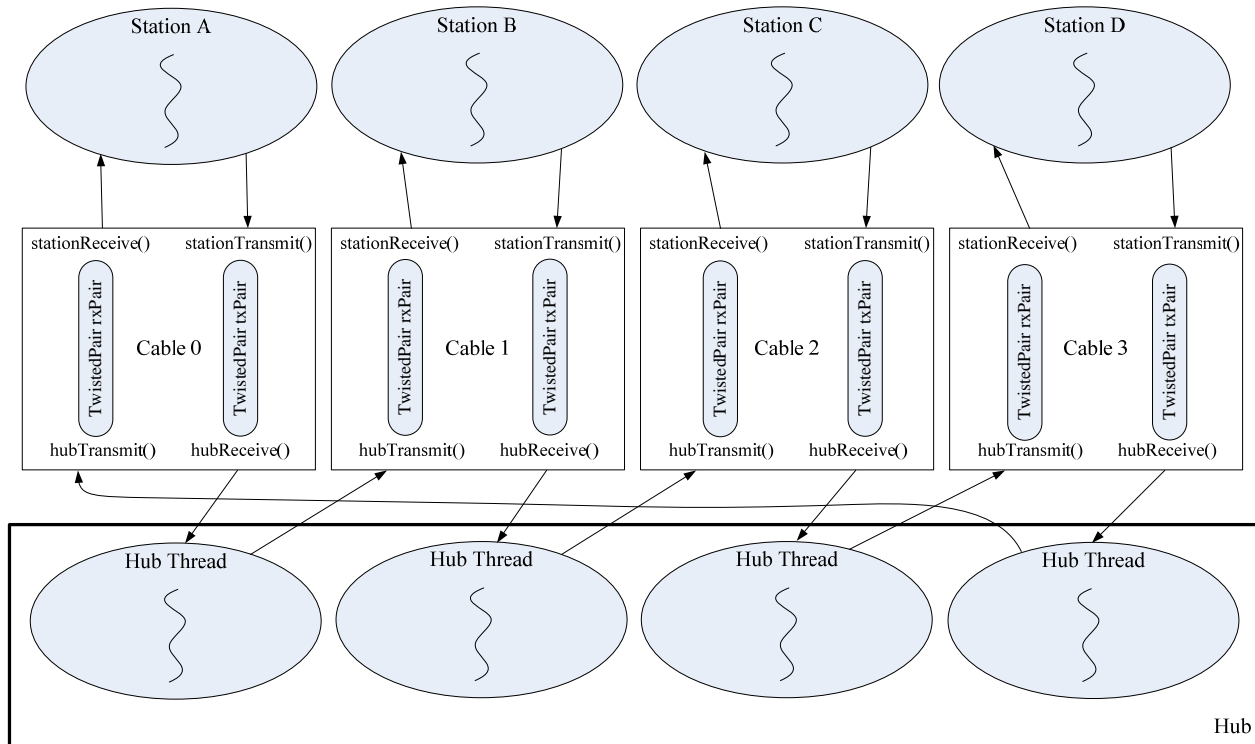 Station A
Station B
Station C
Station D
stationReceive()
stationTransmit()
stationReceive()
stationTransmit()
stationReceive()
stationTransmit()
stationReceive()
stationTransmit()
TwistedPair rxPair
Cable 0
TwistedPair txPair
TwistedPair rxPair
Cable 1
TwistedPair txPair
TwistedPair rxPair
Cable 2
TwistedPair txPair
TwistedPair rxPair
Cable 3
TwistedPair txPair
hubTransmit()
hubReceive()
hubTransmit()
hubReceive()
hubTransmit()
hubReceive()
hubTransmit()
hubReceive()
Hub Thread
Hub Thread
Hub Thread
Hub Thread
Hub